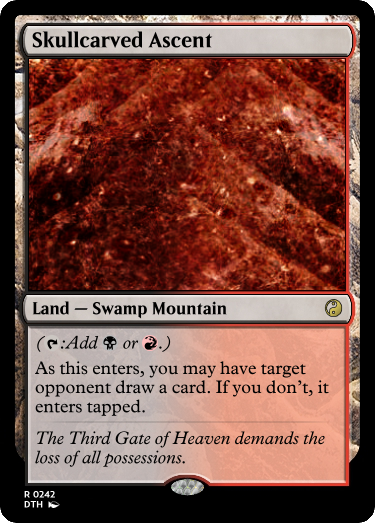 Skullcarved Ascent
Land — Swamp Mountain
( :Add or .)
As this enters, you may have target
opponent draw a card. If you don't, it
enters tapped.
The Third Gate of Heaven demands the
loss of all possessions.
R 0242
DTH